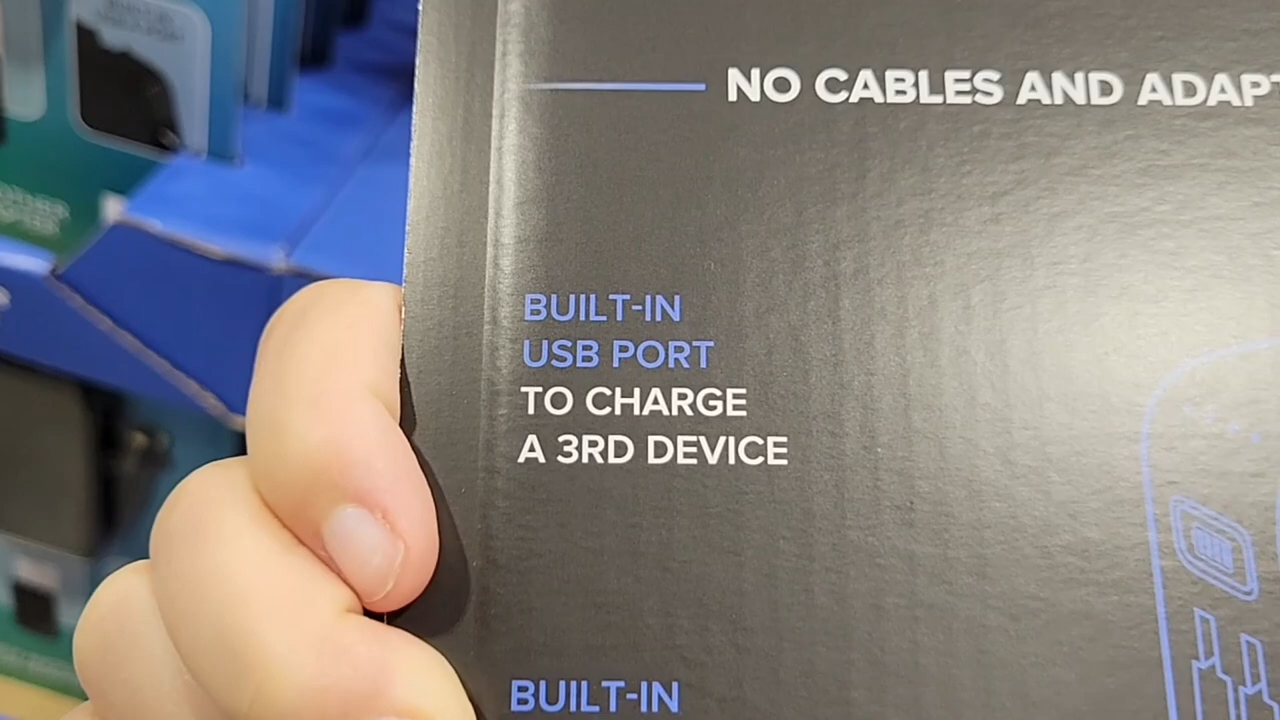 NO CABLES AND ADAPT
BUILT-IN
USB PORT
TO CHARGE
A 3RD DEVICE
BUILT-IN